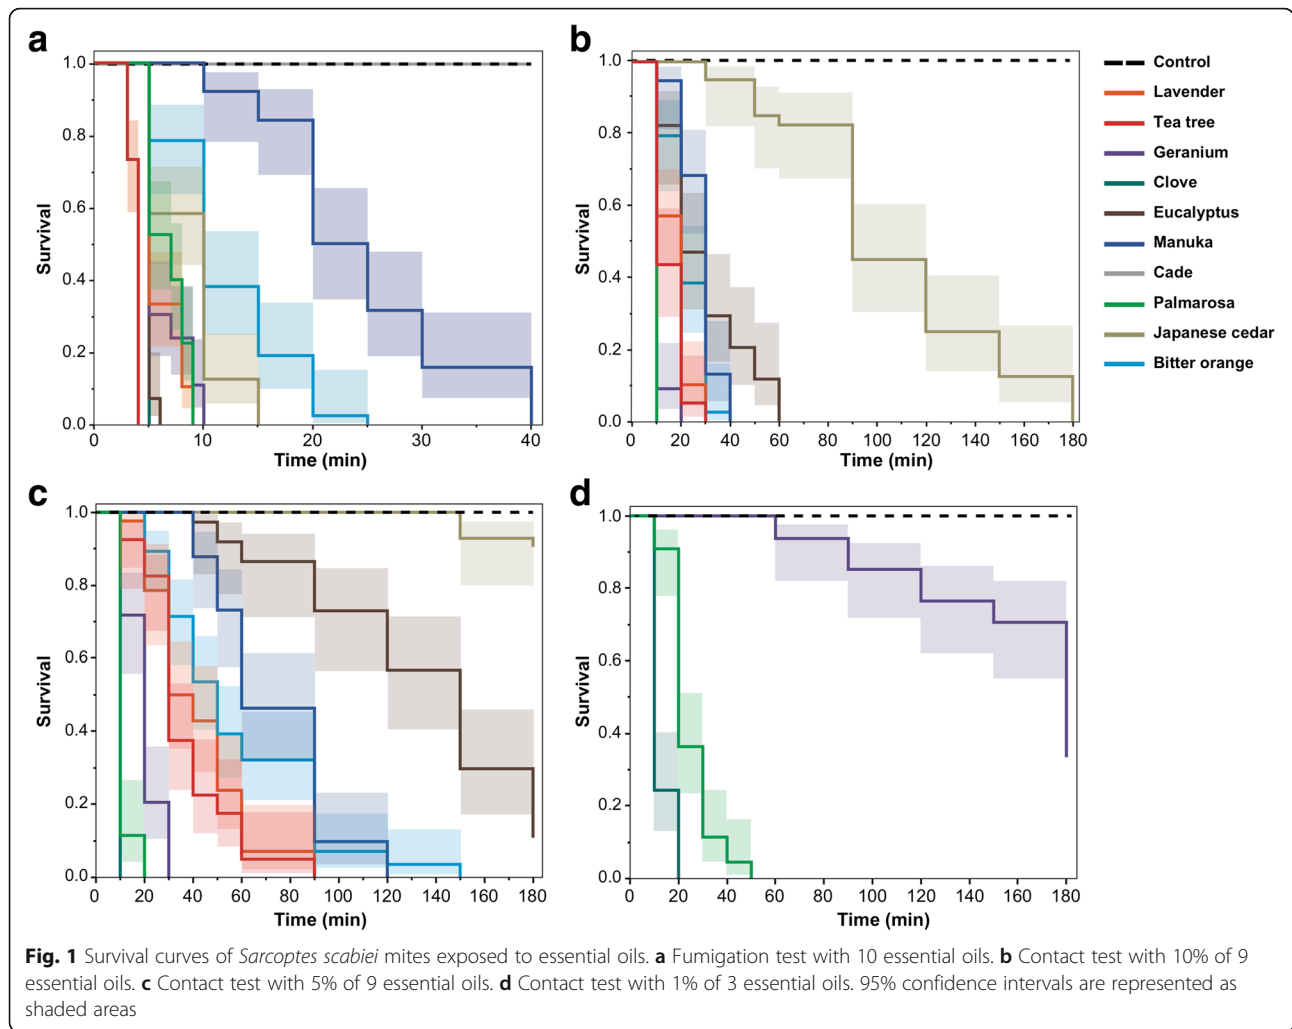 a
1.0
0.8
0.6
0.4
0.2
0.0
Survival
0 10 20 30 40
Time (min)
b
1.0
0.8
0.6
0.4
0.2
0.0
Survival
0 20 40 60 80 100 120 140 160 180
Time (min)
Control
Lavender
Tea tree
Geranium
Clove
Eucalyptus
Manuka
Cade
Palmarosa
Japanese cedar
Bitter orange
c
1.0
0.8
0.6
0.4
0.2
0.0
Survival
0 20 40 60 80 100 120 140 160 180
Time (min)
d
1.0
0.8
0.6
0.4
0.2
0.0
Survival
0 20 40 60 80 100 120 140 160 180
Time (min)
Fig. 1 Survival curves of Sarcoptes scabiei mites exposed to essential oils. a Fumigation test with 10 essential oils. b Contact test with 10% of 9
essential oils. c Contact test with 5% of 9 essential oils. d Contact test with 1% of 3 essential oils. 95% confidence intervals are represented as
shaded areas